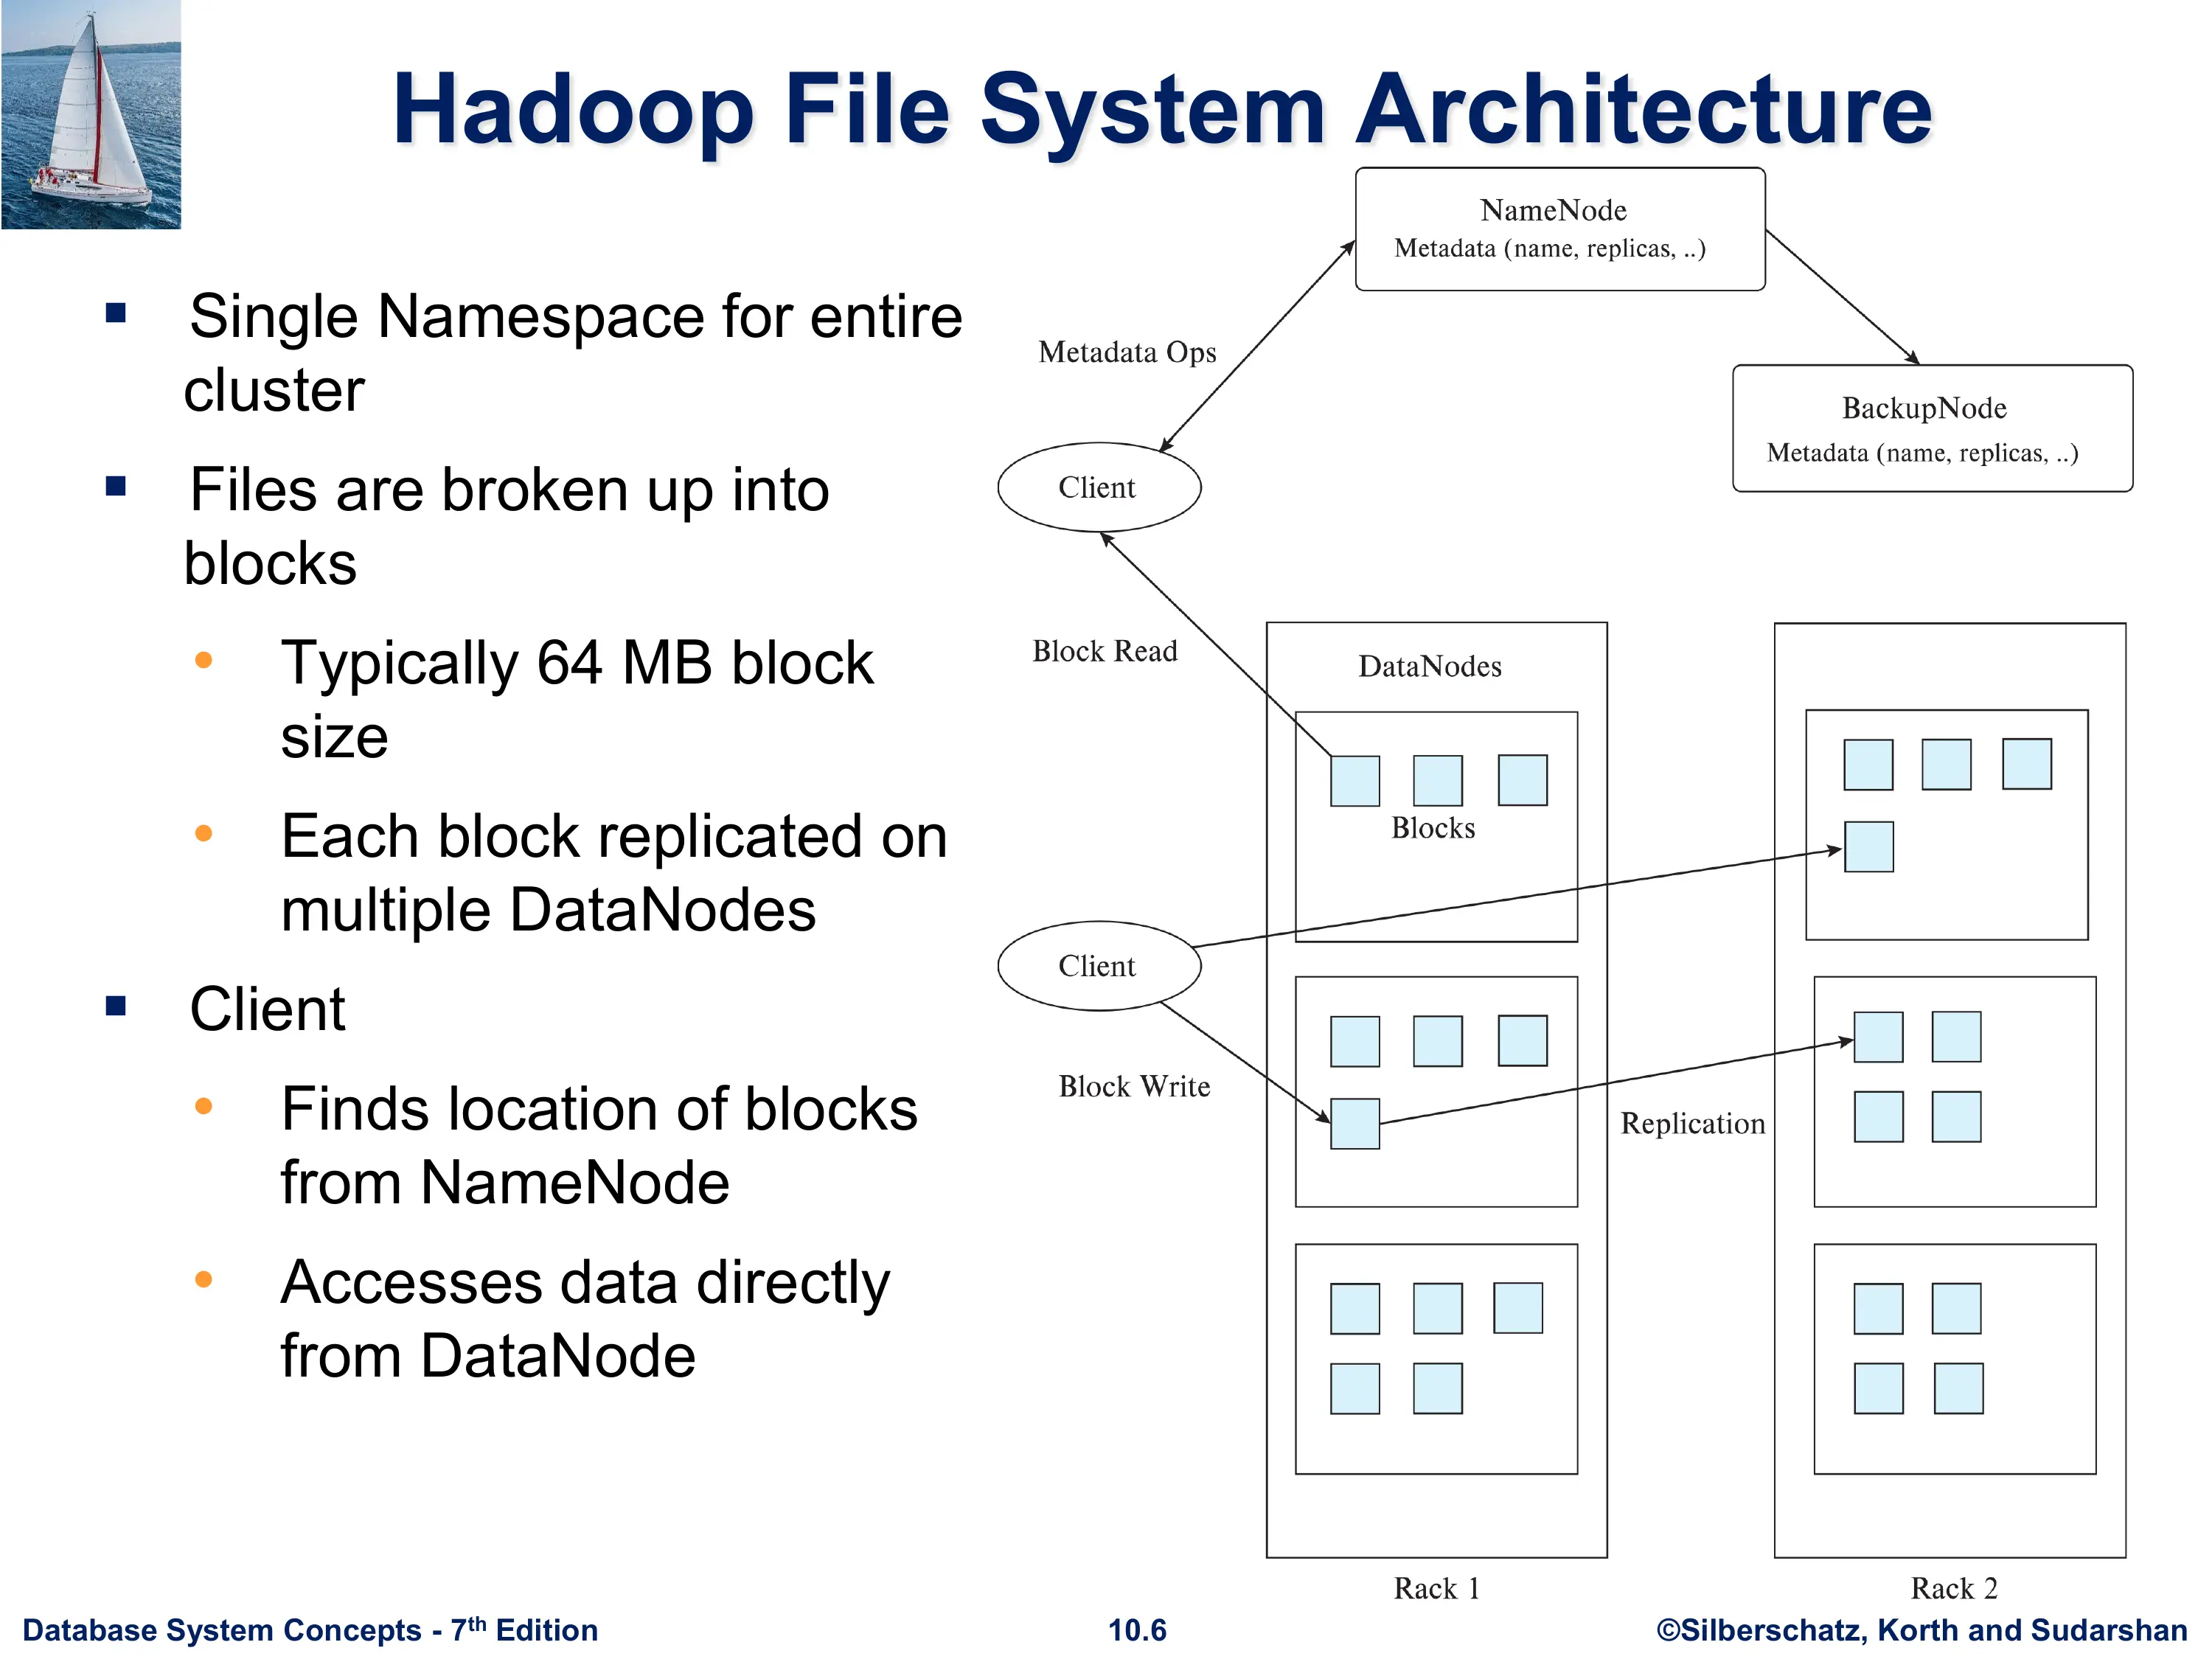 Hadoop File System Architecture
▪ Single Namespace for entire
cluster
▪ Files are broken up into
blocks
• Typically 64 MB block
size
• Each block replicated on
multiple DataNodes
▪ Client
• Finds location of blocks
from NameNode
• Accesses data directly
from DataNode
NameNode
Metadata (name, replicas, ..)
Metadata Ops
BackupNode
Metadata (name, replicas, ..)
Client
Block Read
DataNodes
Blocks
Client
Block Write
Replication
Rack 1
Rack 2
Database System Concepts - 7th Edition
10.6
©Silberschatz, Korth and Sudarshan